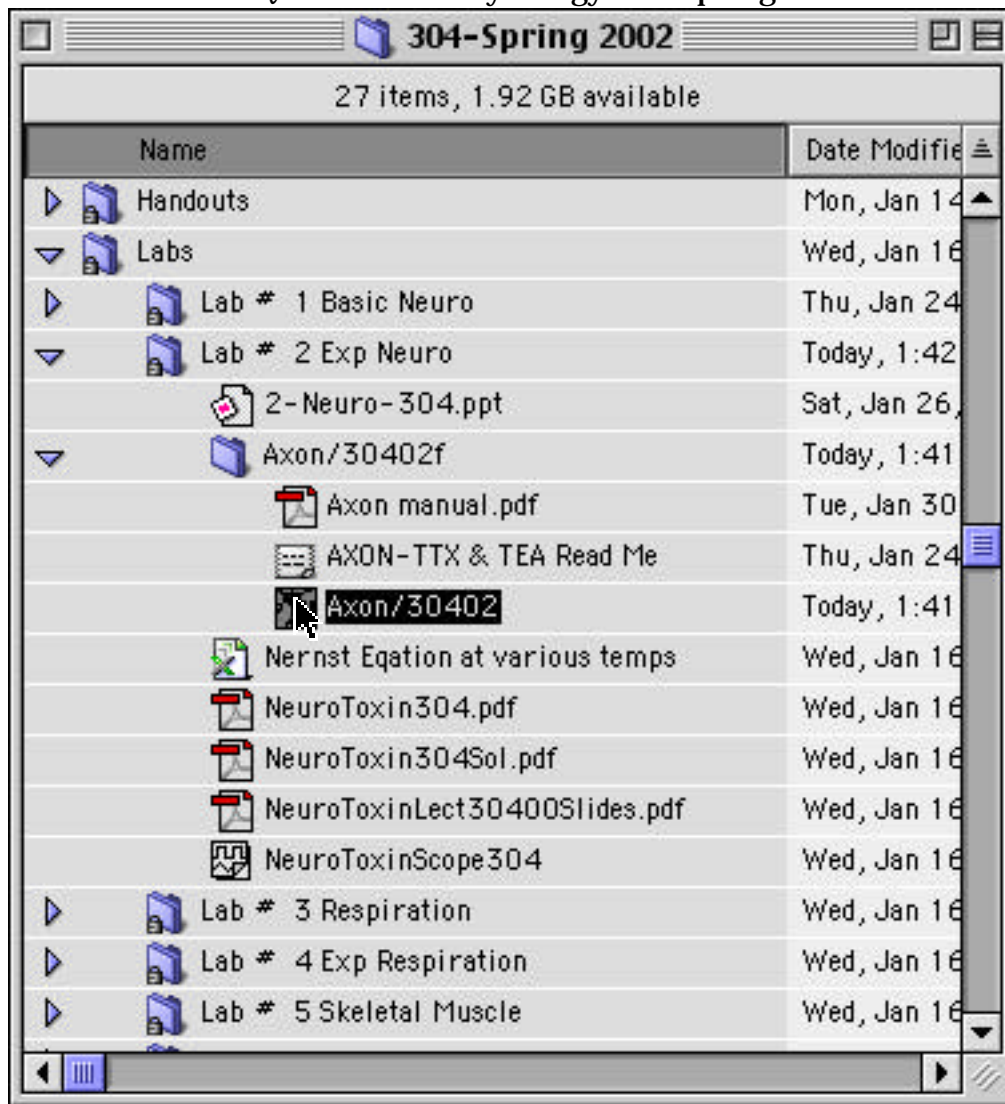 304-Spring 2002
27 items, 1.92 GB available
Name Date Modifie
Handouts Mon, Jan 14
Labs Wed, Jan 16
Lab # 1 Basic Neuro Thu, Jan 24
Lab # 2 Exp Neuro Today, 1:42
2-Neuro-304.ppt Sat, Jan 26,
Axon/30402f Today, 1:41
Axon manual.pdf Tue, Jan 30
AXON-TTX & TEA Read Me Thu, Jan 24
Axon/30402 Today, 1:41
Nernst Eqation at various temps Wed, Jan 16
NeuroToxin304.pdf Wed, Jan 16
NeuroToxin304Sol.pdf Wed, Jan 16
NeuroToxinLect30400Slides.pdf Wed, Jan 16
NeuroToxinScope304 Wed, Jan 16
Lab # 3 Respiration Wed, Jan 16
Lab # 4 Exp Respiration Wed, Jan 16
Lab # 5 Skeletal Muscle Wed, Jan 16